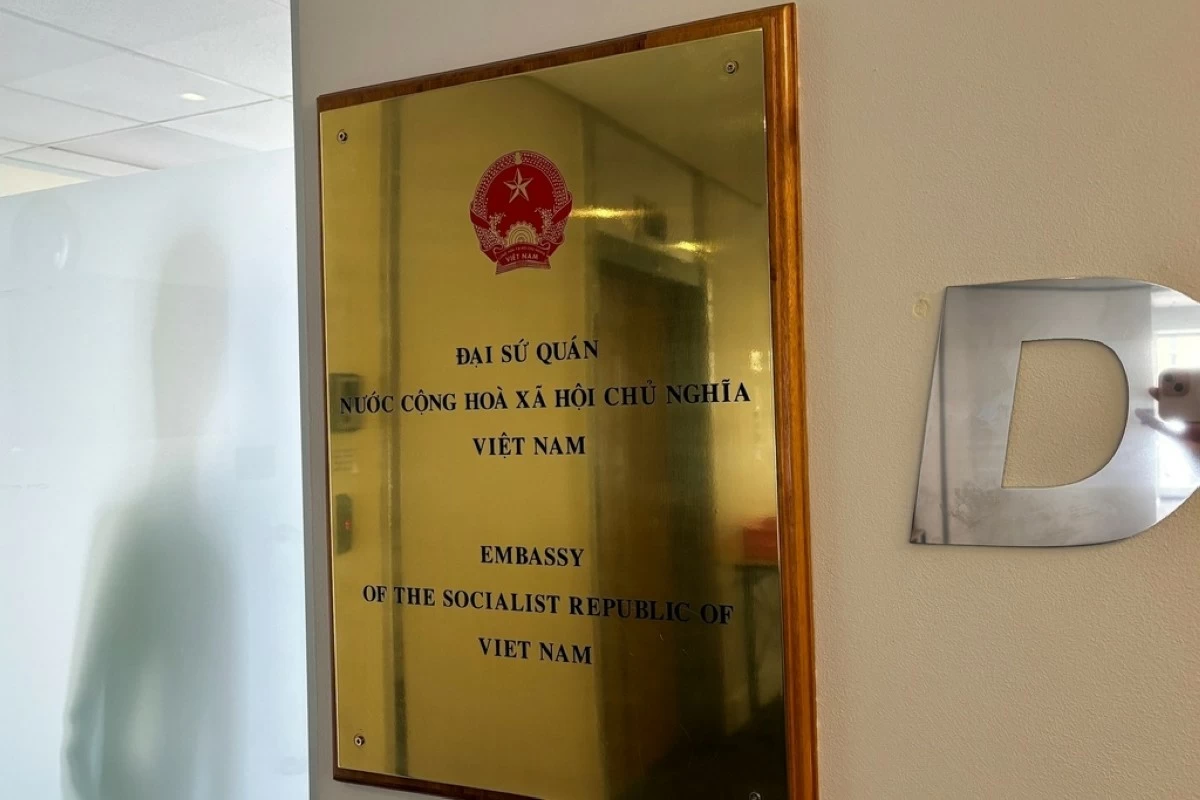 VIỆT NAM
ĐẠI SỨ QUÁN
NƯỚC CỘNG HOÀ XÃ HỘI CHỦ NGHĨA
VIỆT NAM
EMBASSY
OF THE SOCIALIST REPUBLIC OF
VIET NAM
D